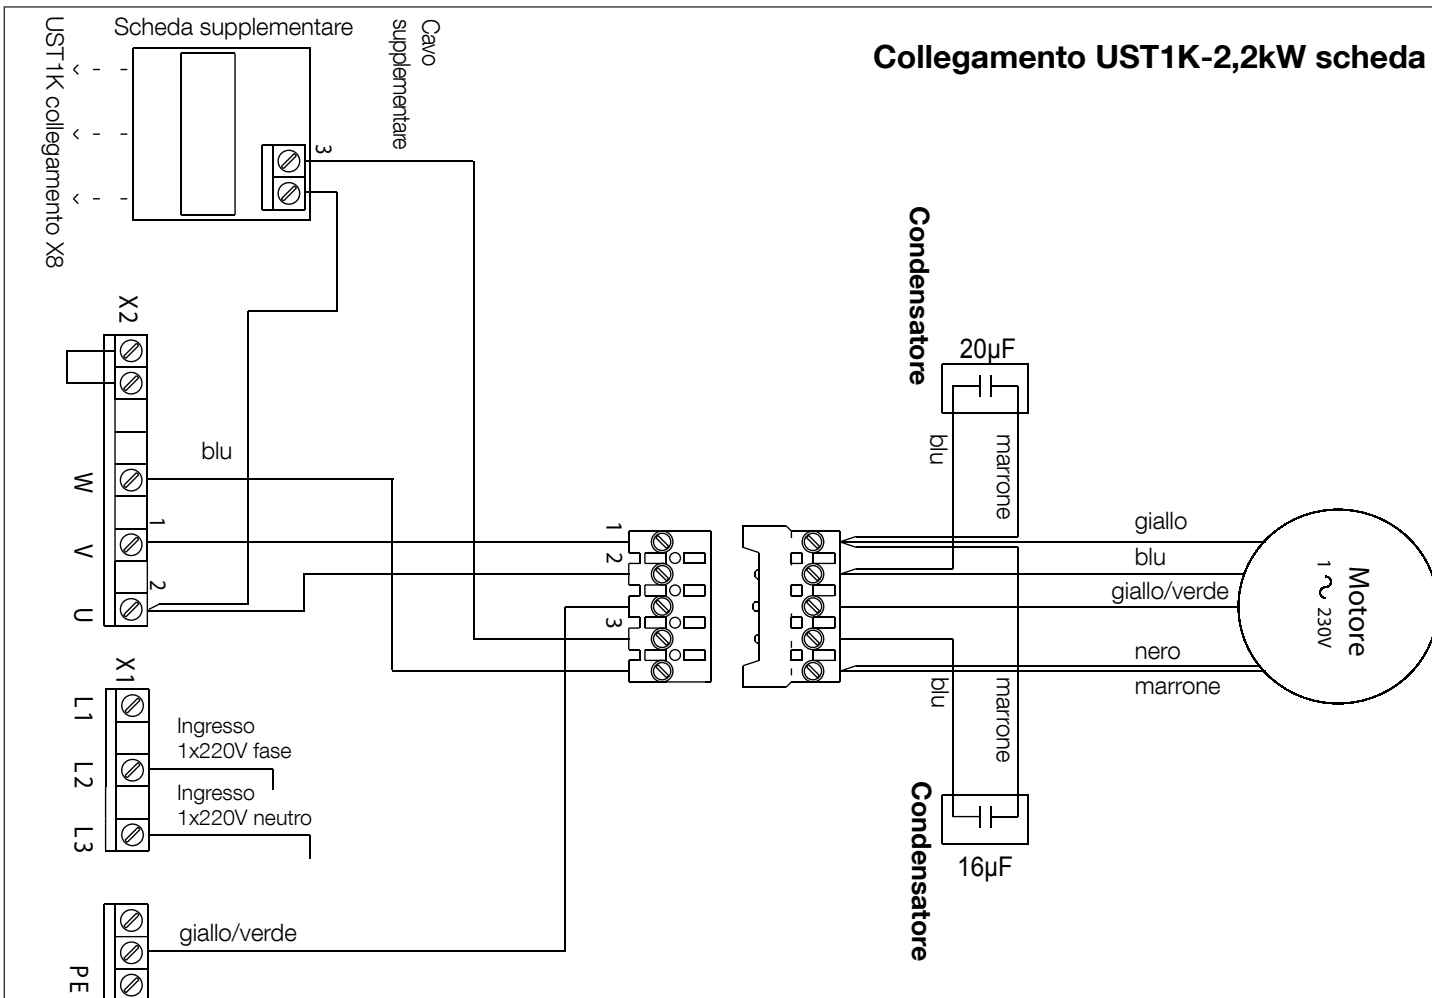 Collegamento UST1K-2,2kW scheda
Scheda supplementare
Cavo
supplementare
UST1K collegamento X8
3
X2
W
V
U
1
2
blu
X1
L1
L2
L3
Ingresso
1x220V fase
Ingresso
1x220V neutro
PE
giallo/verde
1
2
3
Condensatore
20µF
blu
marrone
giallo
blu
giallo/verde
nero
marrone
Motore
1 ~ 230V
blu
marrone
Condensatore
16µF